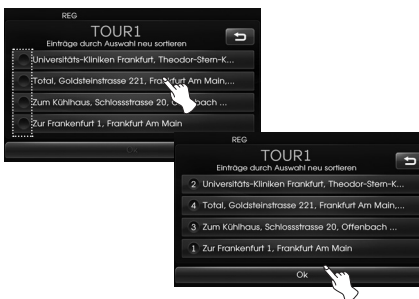 REG
TOUR1
Einträge durch Auswahl neu sortieren
Universitäts-Kliniken Frankfurt, Theodor-Stern-K...
Total, Goldsteinstrasse 221, Frankfurt Am Main,...
Zum Kühlhaus, Schlossstrasse 20, Offenbach ...
Zur Frankenfurt 1, Frankfurt Am Main
Ok
REG
TOUR1
Einträge durch Auswahl neu sortieren
2 Universitäts-Kliniken Frankfurt, Theodor-Stern-K...
4 Total, Goldsteinstrasse 221, Frankfurt Am Main,...
3 Zum Kühlhaus, Schlossstrasse 20, Offenbach ...
1 Zur Frankenfurt 1, Frankfurt Am Main
Ok